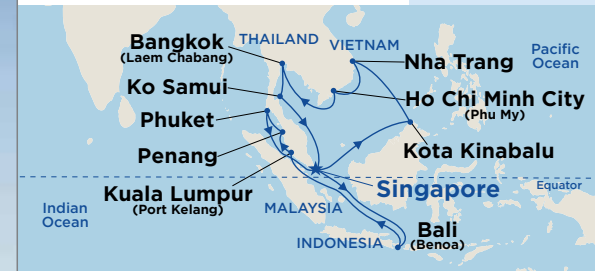 Bangkok
(Laem Chabang)
THAILAND
VIETNAM
Pacific
Ocean
Nha Trang
Ko Samui
Ho Chi Minh City
(Phu My)
Phuket
Penang
Kota Kinabalu
Kuala Lumpur
(Port Kelang)
Singapore
Equator
Indian
Ocean
MALAYSIA
INDONESIA
Bali
(Benoa)